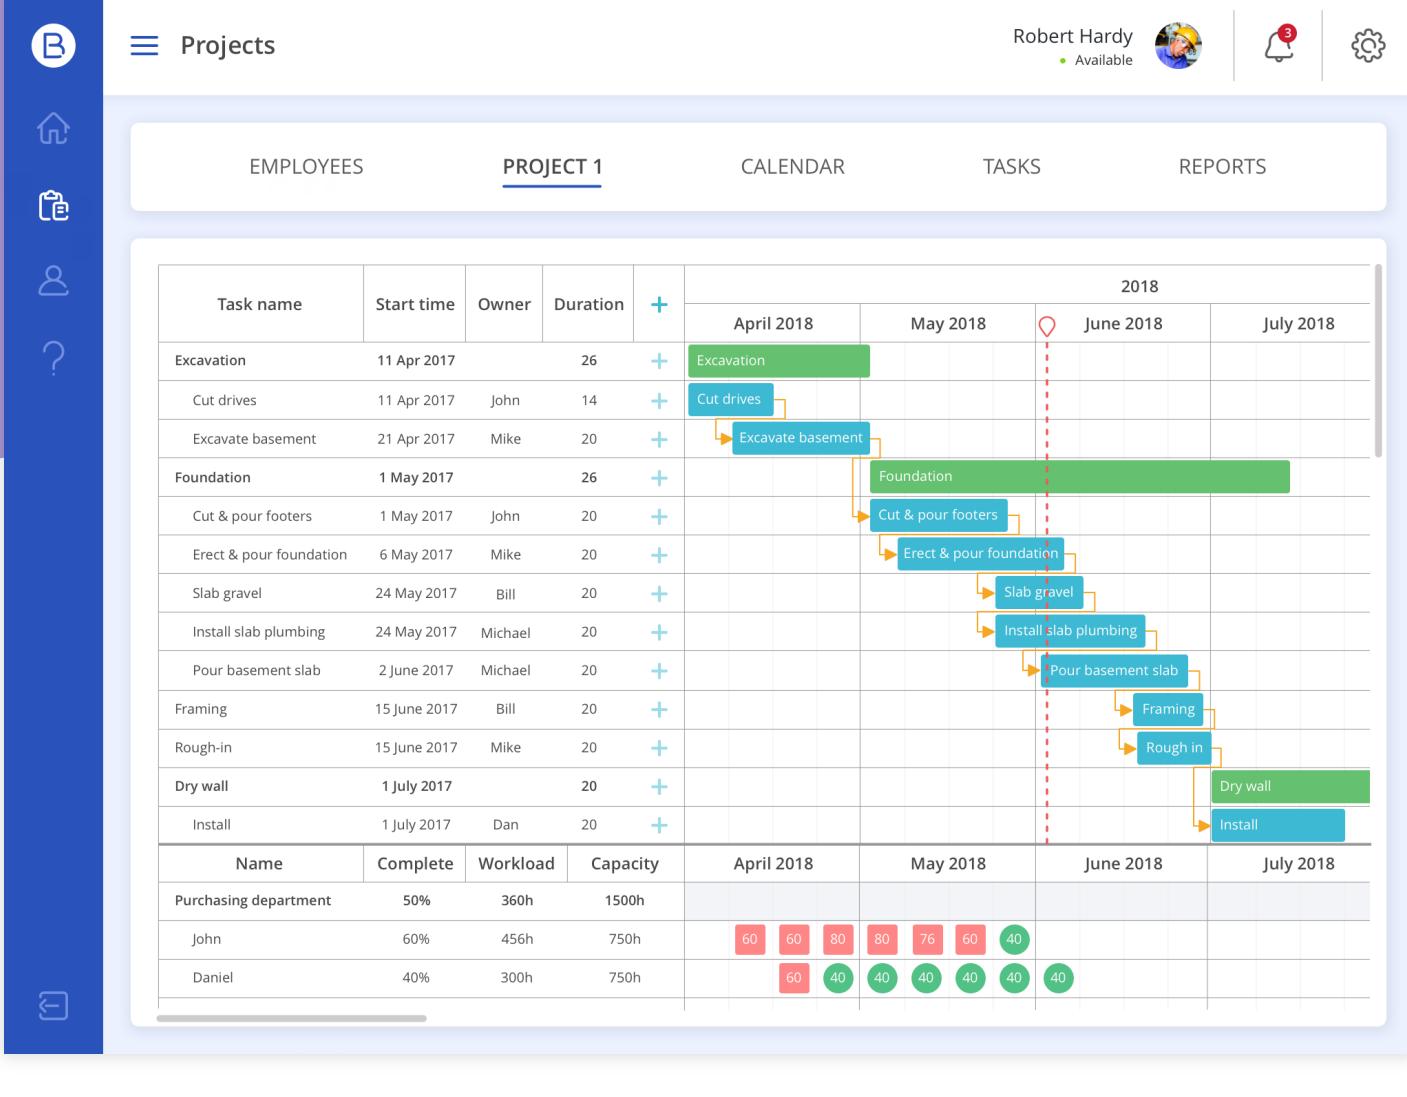 B
Projects
Robert Hardy
Available
3
EMPLOYEES PROJECT 1 CALENDAR TASKS REPORTS
2018
Task name Start time Owner Duration + April 2018 May 2018 June 2018 July 2018
Excavation 11 Apr 2017 26 + Excavation
Cut drives 11 Apr 2017 John 14 + Cut drives
Excavate basement 21 Apr 2017 Mike 20 + Excavate basement
Foundation 1 May 2017 26 + Foundation
Cut & pour footers 1 May 2017 John 20 + Cut & pour footers
Erect & pour foundation 6 May 2017 Mike 20 + Erect & pour foundation
Slab gravel 24 May 2017 Bill 20 + Slab gravel
Install slab plumbing 24 May 2017 Michael 20 + Install slab plumbing
Pour basement slab 2 June 2017 Michael 20 + Pour basement slab
Framing 15 June 2017 Bill 20 + Framing
Rough-in 15 June 2017 Mike 20 + Rough in
Dry wall 1 July 2017 20 + Dry wall
Install 1 July 2017 Dan 20 + Install
Name Complete Workload Capacity April 2018 May 2018 June 2018 July 2018
Purchasing department 50% 360h 1500h
John 60% 456h 750h 60 60 80 80 76 60 40
Daniel 40% 300h 750h 60 40 40 40 40 40 40